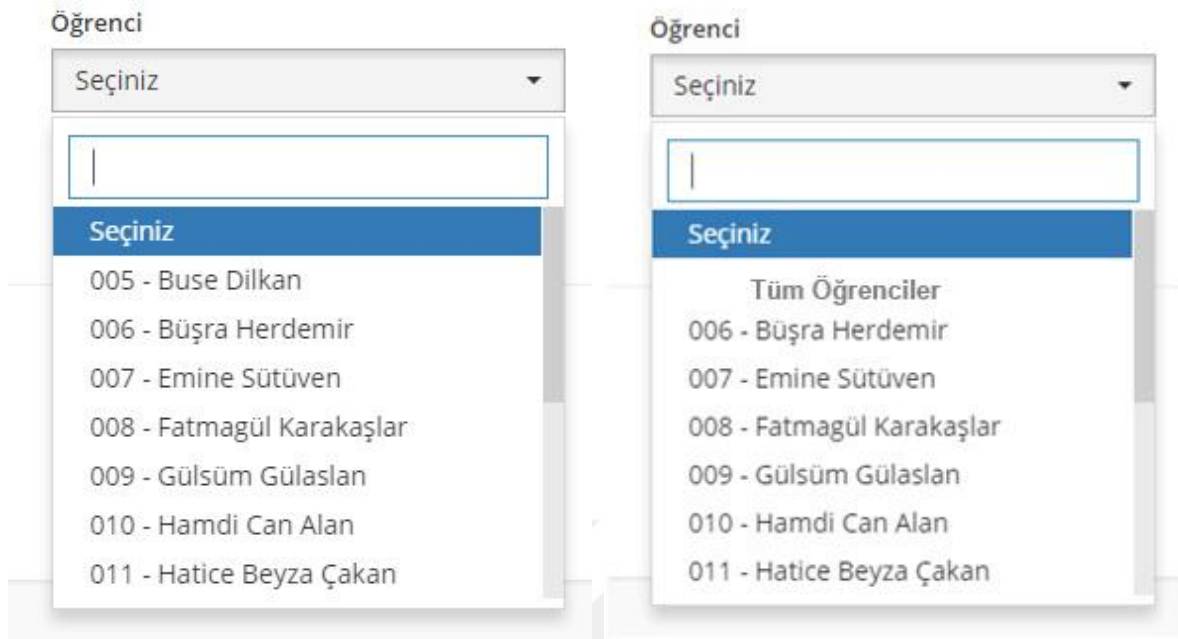 Öğrenci
Seçiniz
Seçiniz
005 - Buse Dilkan
006 - Büşra Herdemir
007 - Emine Sütüven
008 - Fatmagül Karakaşlar
009 - Gülsüm Gülaslan
010 - Hamdi Can Alan
011 - Hatice Beyza Çakan
Öğrenci
Seçiniz
Seçiniz
Tüm Öğrenciler
006 - Büşra Herdemir
007 - Emine Sütüven
008 - Fatmagül Karakaşlar
009 - Gülsüm Gülaslan
010 - Hamdi Can Alan
011 - Hatice Beyza Çakan